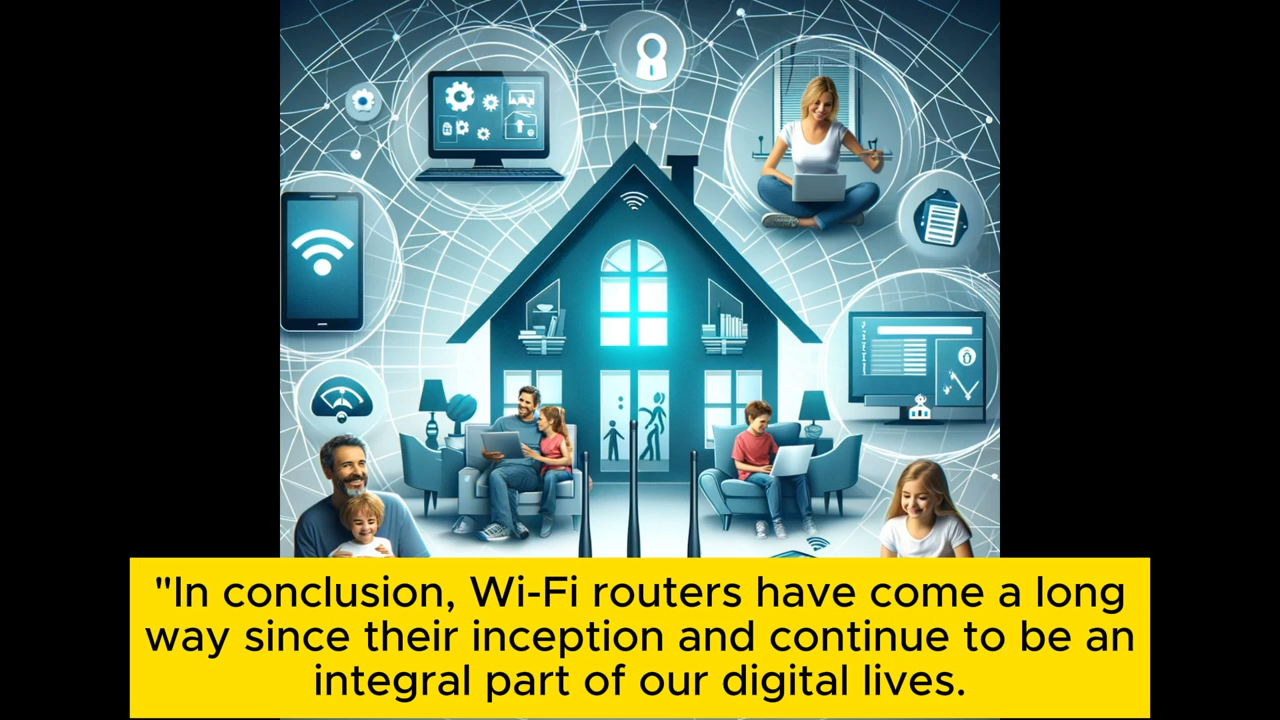 "In conclusion, Wi-Fi routers have come a long
way since their inception and continue to be an
integral part of our digital lives.